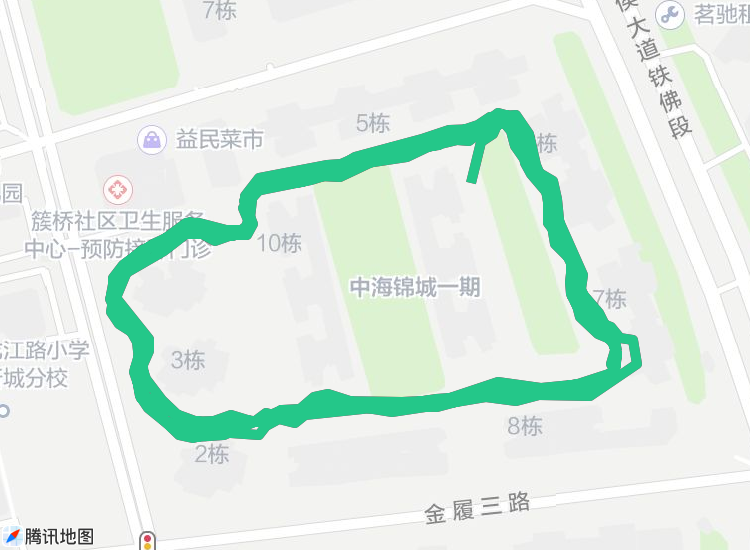 7栋
茗驰租
侯大道铁佛段
5栋
益民菜市
栋
园
簇桥社区卫生服务
中心-预防接种门诊
10栋
中海锦城一期
7栋
江路小学
城分校
3栋
8栋
2栋
金履三路
腾讯地图